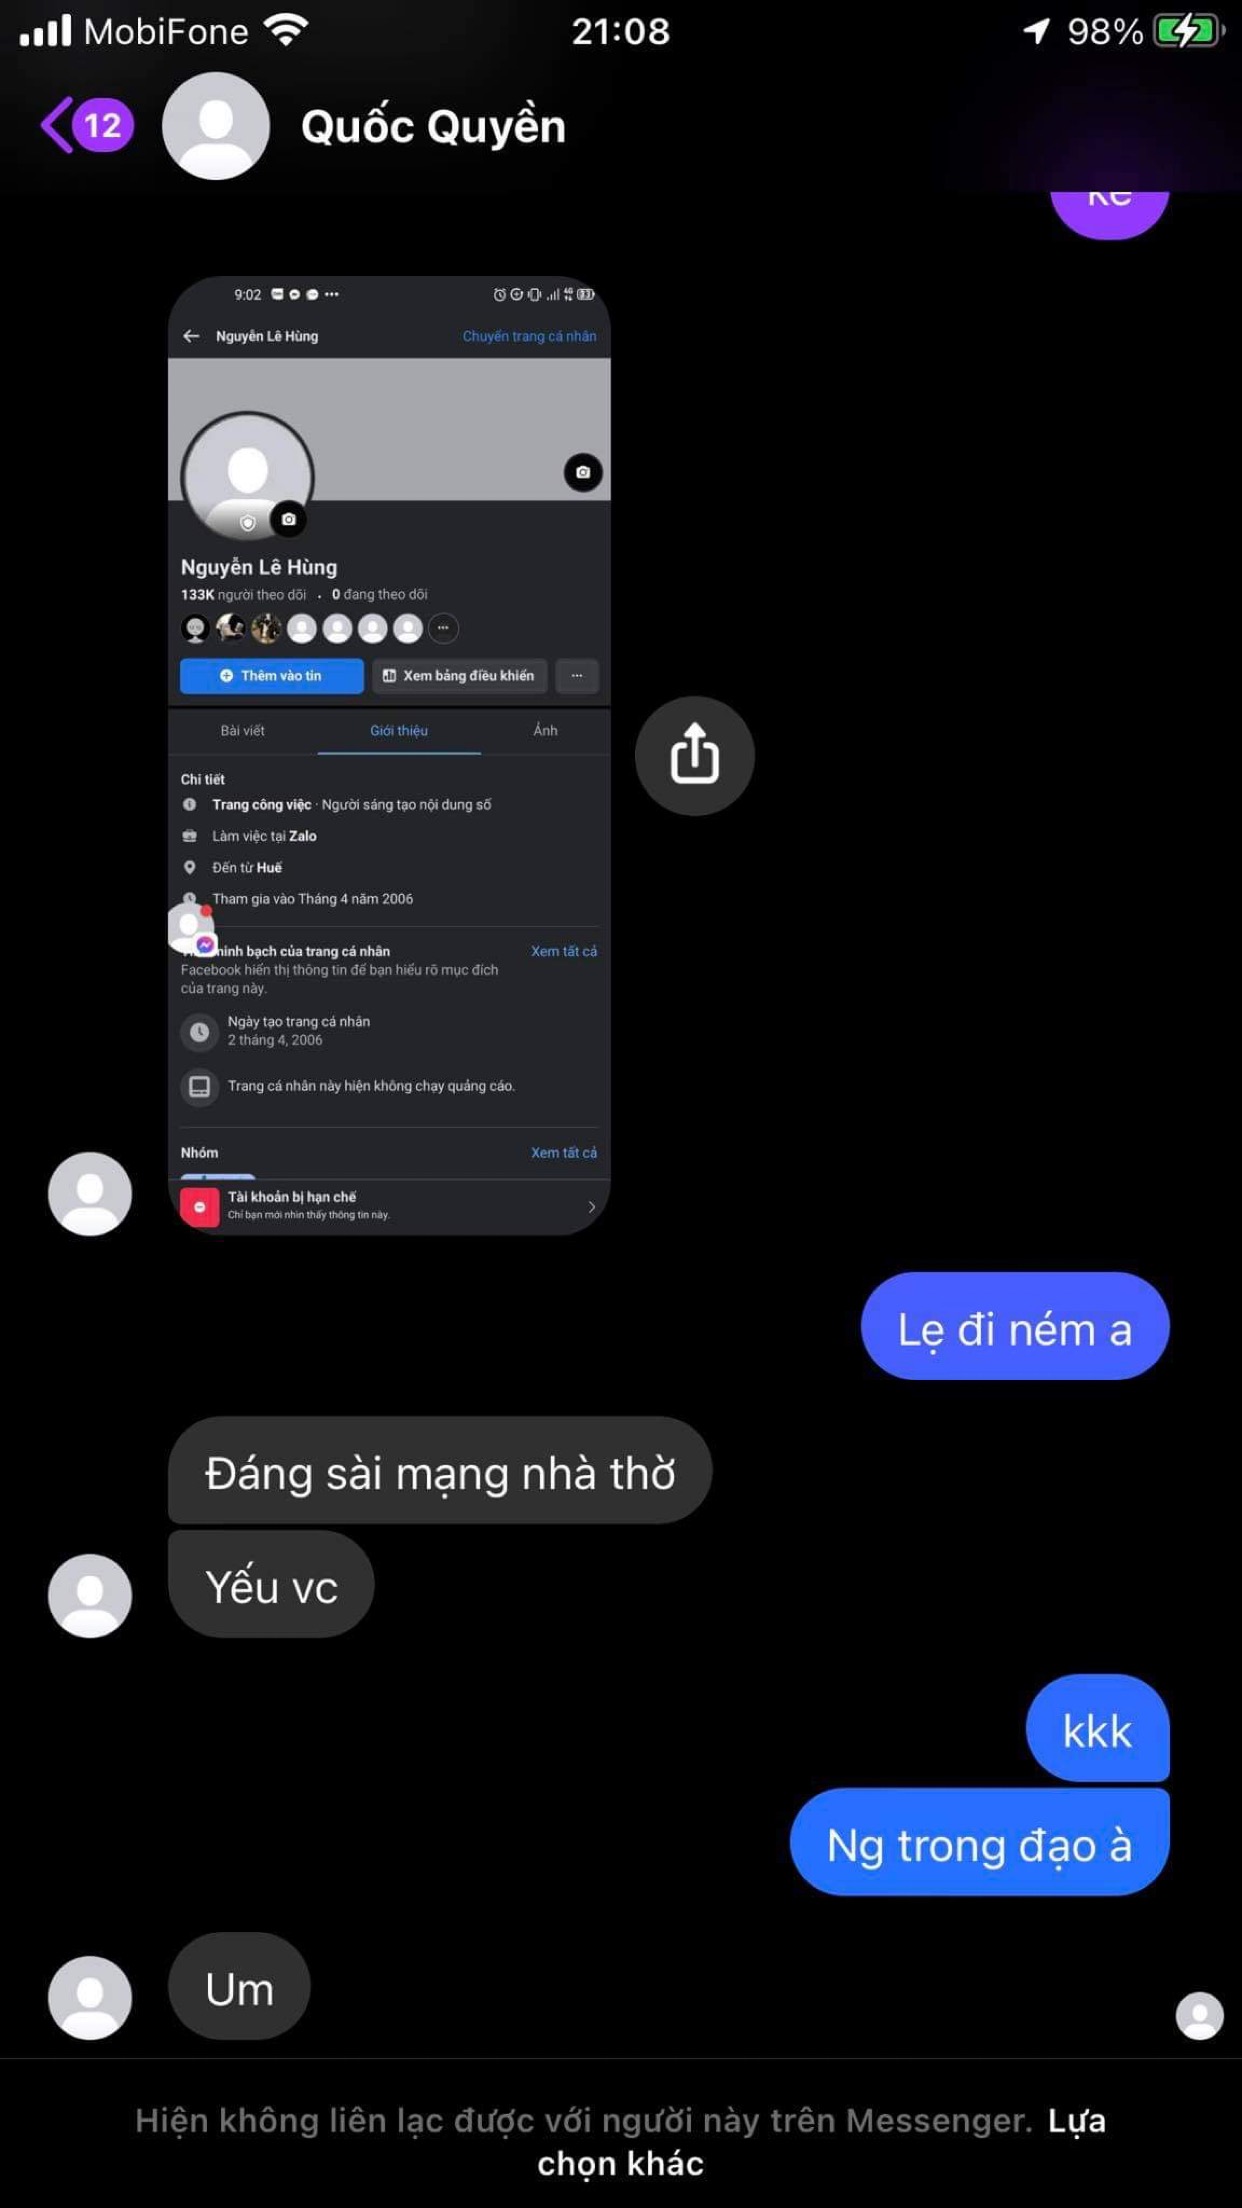 MobiFone 21:08 98%
12 Quốc Quyền
9:02
Nguyễn Lê Hùng Chuyển trang cá nhân
Nguyễn Lê Hùng
133K người theo dõi · 0 đang theo dõi
Thêm vào tin Xem bảng điều khiển
Bài viết Giới thiệu Ảnh
Chi tiết
Trang công việc · Người sáng tạo nội dung số
Làm việc tại Zalo
Đến từ Huế
Tham gia vào Tháng 4 năm 2006
bạch của trang cá nhân Xem tất cả
Facebook hiển thị thông tin để bạn hiểu rõ mục đích
của trang này.
Ngày tạo trang cá nhân
2 tháng 4, 2006
Trang cá nhân này hiện không chạy quảng cáo.
Nhóm Xem tất cả
Tài khoản bị hạn chế
Chỉ bạn mới nhìn thấy thông tin này.
Lẹ đi ném a
Đáng sài mạng nhà thờ
Yếu vc
kkk
Ng trong đạo à
Um
Hiện không liên lạc được với người này trên Messenger. Lựa
chọn khác